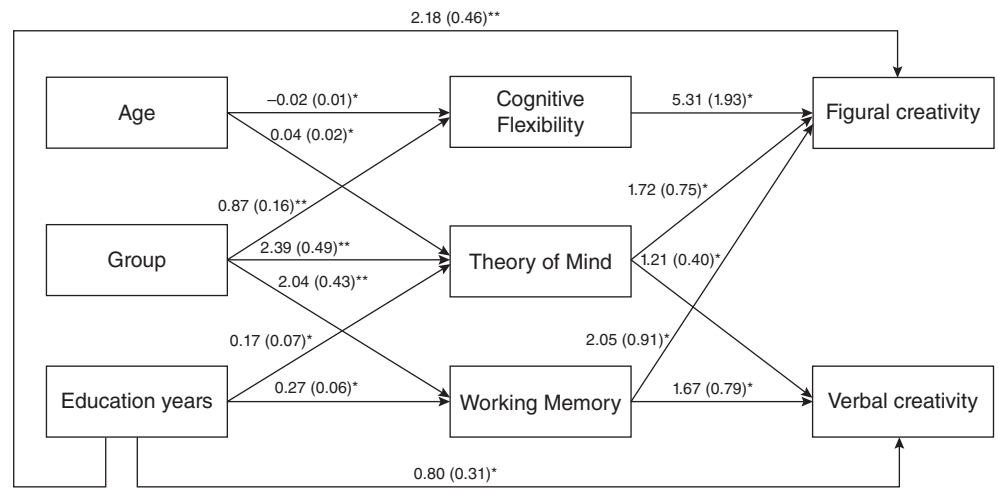 2.18 (0.46)**
Age
–0.02 (0.01)*
Cognitive
Flexibility
5.31 (1.93)*
Figural creativity
0.04 (0.02)*
0.87 (0.16)**
1.72 (0.75)*
Group
2.39 (0.49)**
Theory of Mind
1.21 (0.40)*
2.04 (0.43)**
0.17 (0.07)*
2.05 (0.91)*
Education years
0.27 (0.06)*
Working Memory
1.67 (0.79)*
Verbal creativity
0.80 (0.31)*